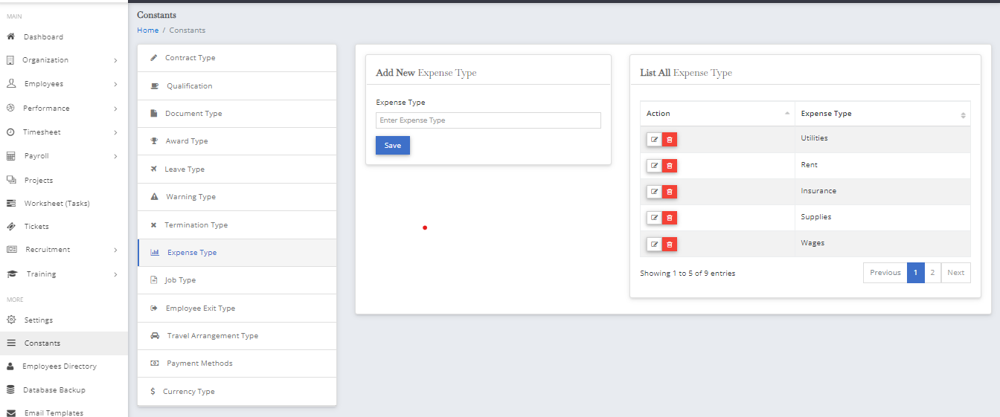 MAIN
Dashboard
Organization
Employees
Performance
Timesheet
Payroll
Projects
Worksheet (Tasks)
Tickets
Recruitment
Training
MORE
Settings
Constants
Employees Directory
Database Backup
Email Templates
Constants
Home / Constants
Contract Type
Qualification
Document Type
Award Type
Leave Type
Warning Type
Termination Type
Expense Type
Job Type
Employee Exit Type
Travel Arrangement Type
Payment Methods
Currency Type
Add New Expense Type
Expense Type
Enter Expense Type
Save
List All Expense Type
Action Expense Type
Utilities
Rent
Insurance
Supplies
Wages
Showing 1 to 5 of 9 entries
Previous 1 2 Next